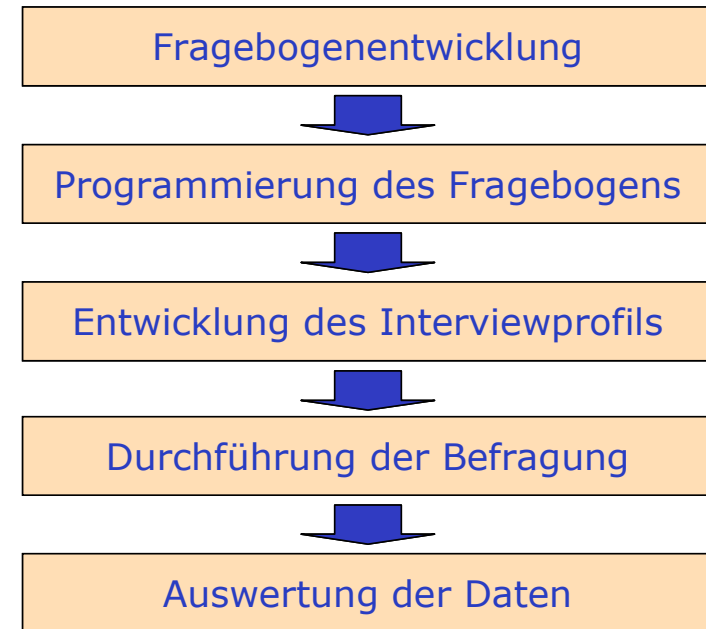 Fragebogenentwicklung
Programmierung des Fragebogens
Entwicklung des Interviewprofils
Durchführung der Befragung
Auswertung der Daten